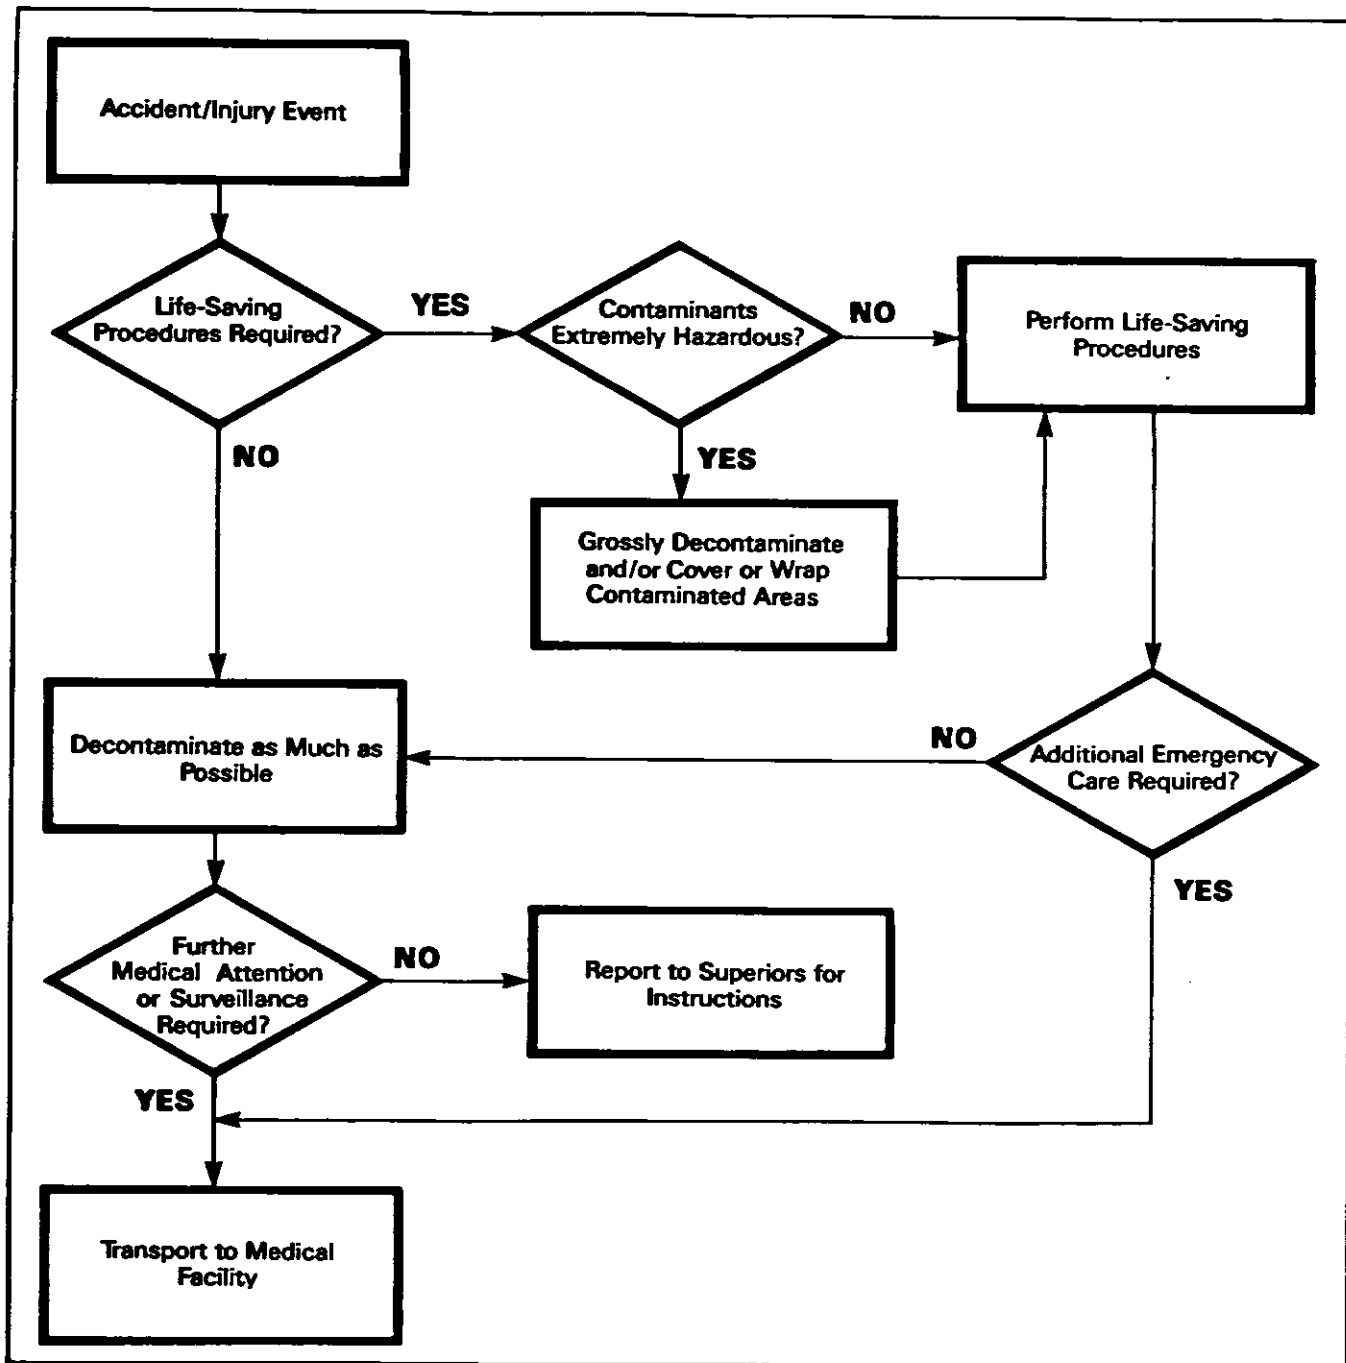 Accident/Injury Event
Life-Saving
Procedures Required?
YES
Contaminants
Extremely Hazardous?
NO
Perform Life-Saving
Procedures
NO
YES
Grossly Decontaminate
and/or Cover or Wrap
Contaminated Areas
Decontaminate as Much as
Possible
NO
Additional Emergency
Care Required?
YES
Further
Medical Attention
or Surveillance
Required?
NO
Report to Superiors for
Instructions
YES
Transport to Medical
Facility